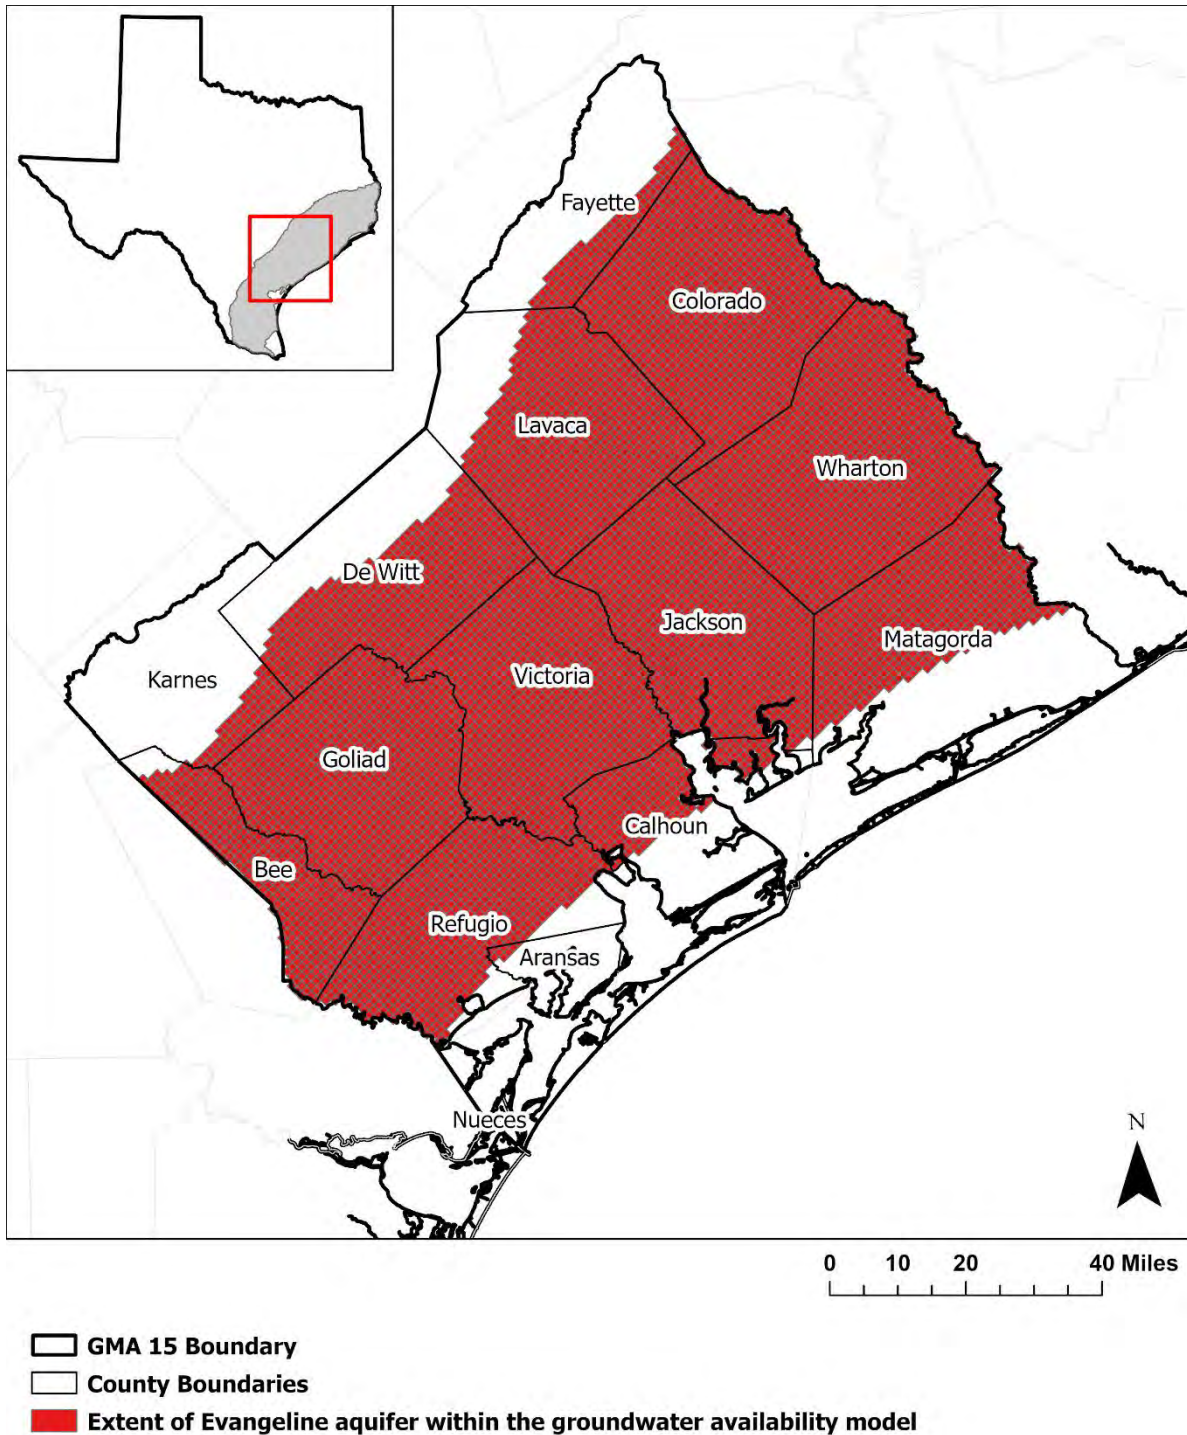 Fayette
Colorado
Lavaca
Wharton
De Witt
Jackson
Matagorda
Karnes
Victoria
Goliad
Calhoun
Bee
Refugio
Aransas
Nueces
N
0 10 20 40 Miles
GMA 15 Boundary
County Boundaries
Extent of Evangeline aquifer within the groundwater availability model